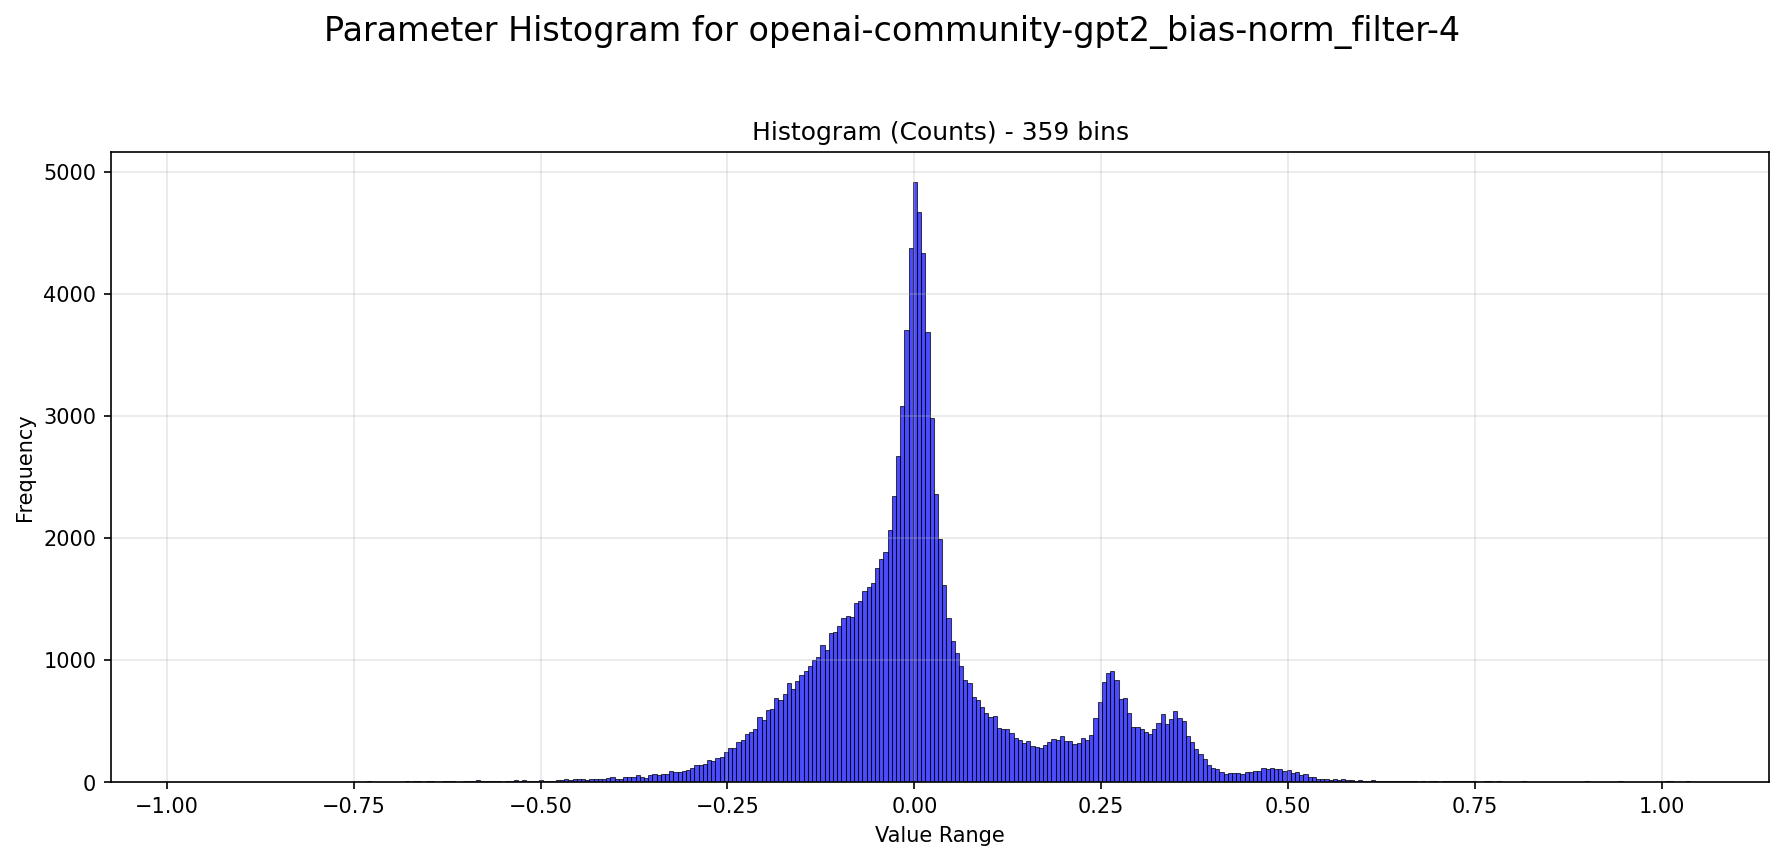 Parameter Histogram for openai-community-gpt2_bias-norm_filter-4
Histogram (Counts) - 359 bins
5000
4000
3000
2000
1000
0
Frequency
−1.00 −0.75 −0.50 −0.25 0.00 0.25 0.50 0.75 1.00
Value Range